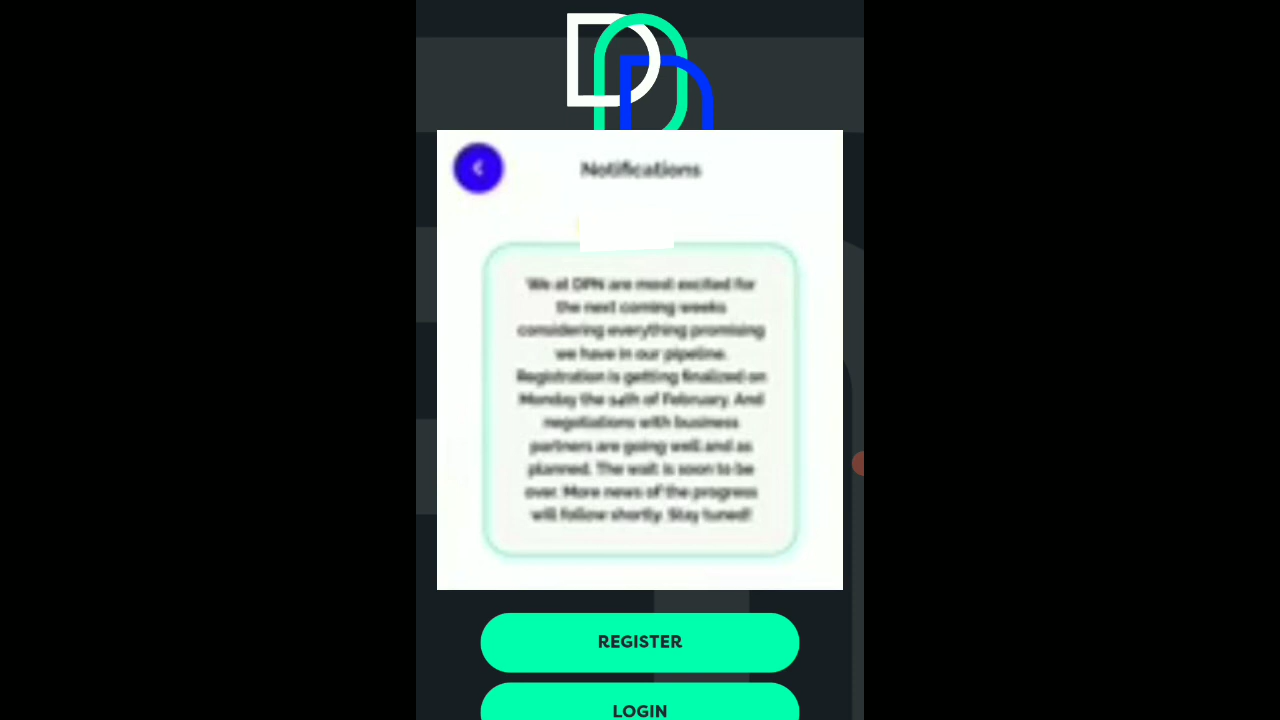 Notifications
We at DPN are most excited for
the next coming weeks
considering everything promising
we have in our pipeline.
Registration is getting finalized on
Monday the 14th of February. And
negotiations with business
partners are going well and as
planned. The wait is soon to be
over. More news of the progress
will follow shortly. Stay tuned!
REGISTER
LOGIN